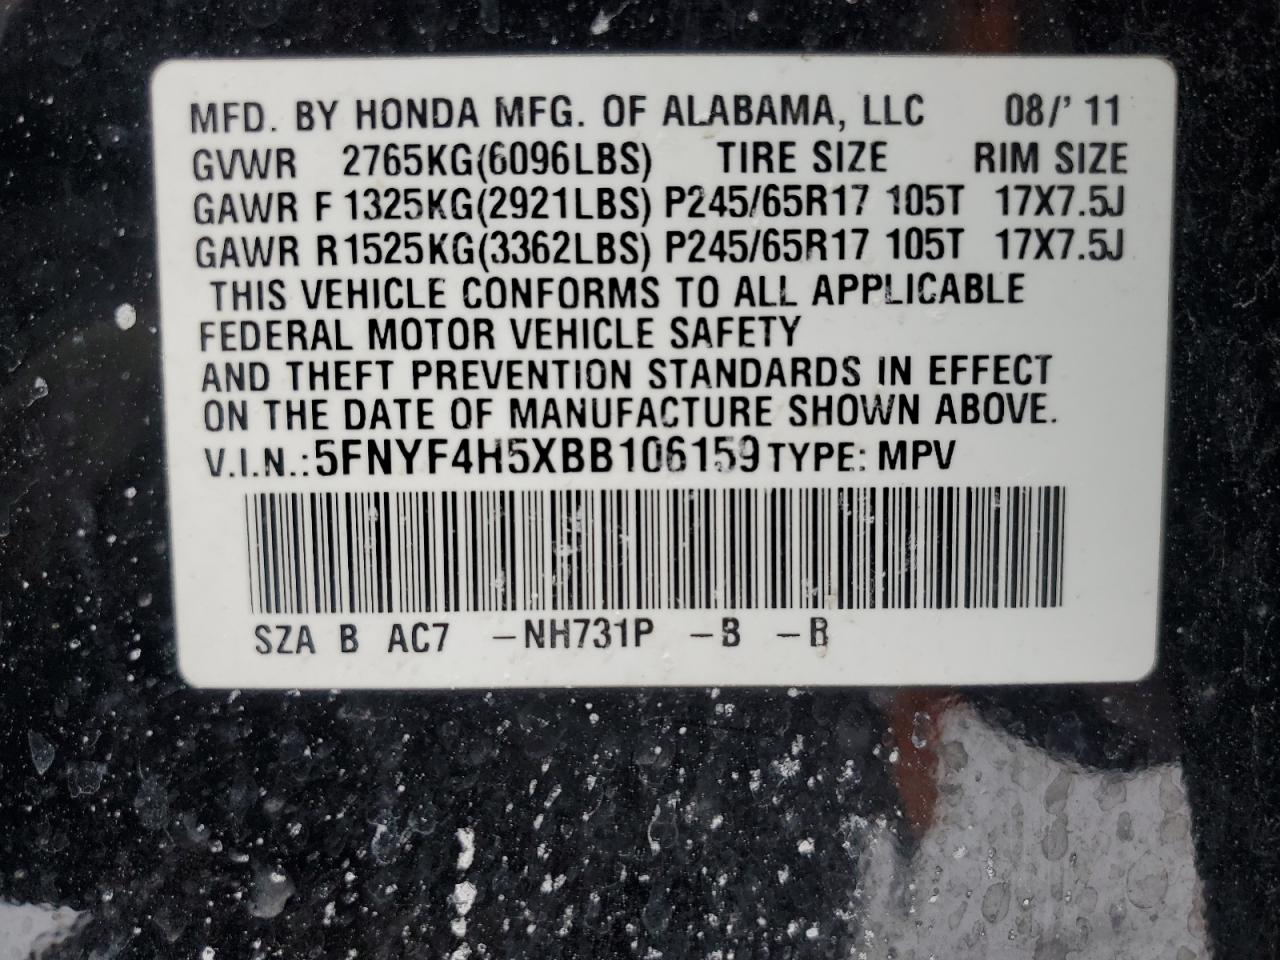 MFD. BY HONDA MFG. OF ALABAMA, LLC 08/'11
GVWR 2765KG(6096LBS) TIRE SIZE RIM SIZE
GAWR F 1325KG(2921LBS) P245/65R17 105T 17X7.5J
GAWR R1525KG(3362LBS) P245/65R17 105T 17X7.5J
THIS VEHICLE CONFORMS TO ALL APPLICABLE
FEDERAL MOTOR VEHICLE SAFETY
AND THEFT PREVENTION STANDARDS IN EFFECT
ON THE DATE OF MANUFACTURE SHOWN ABOVE.
V.I.N.: 5FNYF4H5XBB106159 TYPE: MPV
SZA B AC7 -NH731P -B -B